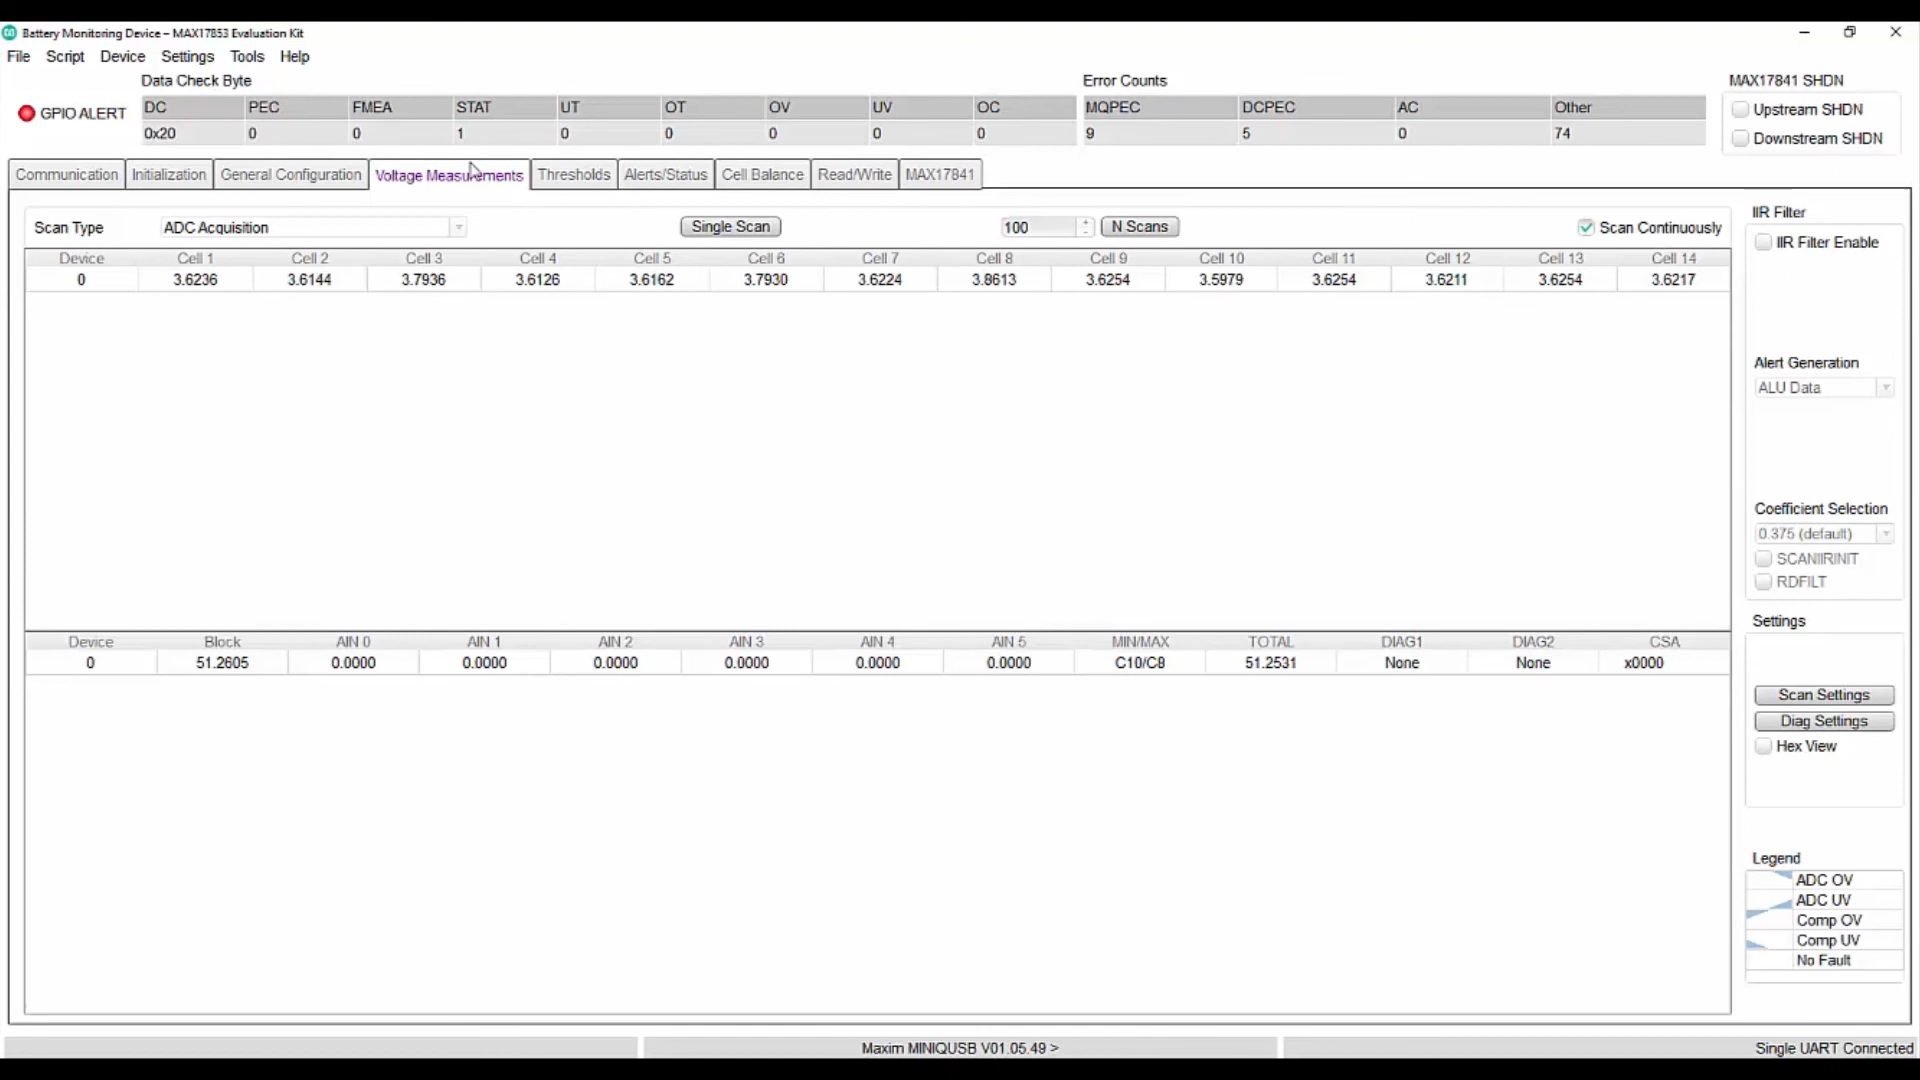 Battery Monitoring Device – MAX17853 Evaluation Kit
File Script Device Settings Tools Help
Data Check Byte Error Counts MAX17841 SHDN
GPIO ALERT
DC PEC FMEA STAT UT OT OV UV OC MQPEC DCPEC AC Other
0x20 0 0 1 0 0 0 0 0 9 5 0 74
Upstream SHDN
Downstream SHDN
Communication Initialization General Configuration Voltage Measurements Thresholds Alerts/Status Cell Balance Read/Write MAX17841
Scan Type ADC Acquisition Single Scan 100 N Scans Scan Continuously
Device Cell 1 Cell 2 Cell 3 Cell 4 Cell 5 Cell 6 Cell 7 Cell 8 Cell 9 Cell 10 Cell 11 Cell 12 Cell 13 Cell 14
0 3.6236 3.6144 3.7936 3.6126 3.6162 3.7930 3.6224 3.8613 3.6254 3.5979 3.6254 3.6211 3.6254 3.6217
Device Block AIN 0 AIN 1 AIN 2 AIN 3 AIN 4 AIN 5 MIN/MAX TOTAL DIAG1 DIAG2 CSA
0 51.2605 0.0000 0.0000 0.0000 0.0000 0.0000 0.0000 C10/C8 51.2531 None None x0000
IIR Filter
IIR Filter Enable
Alert Generation
ALU Data
Coefficient Selection
0.375 (default)
SCANIIRINIT
RDFILT
Settings
Scan Settings
Diag Settings
Hex View
Legend
ADC OV
ADC UV
Comp OV
Comp UV
No Fault
Maxim MINIQUSB V01.05.49 > Single UART Connected